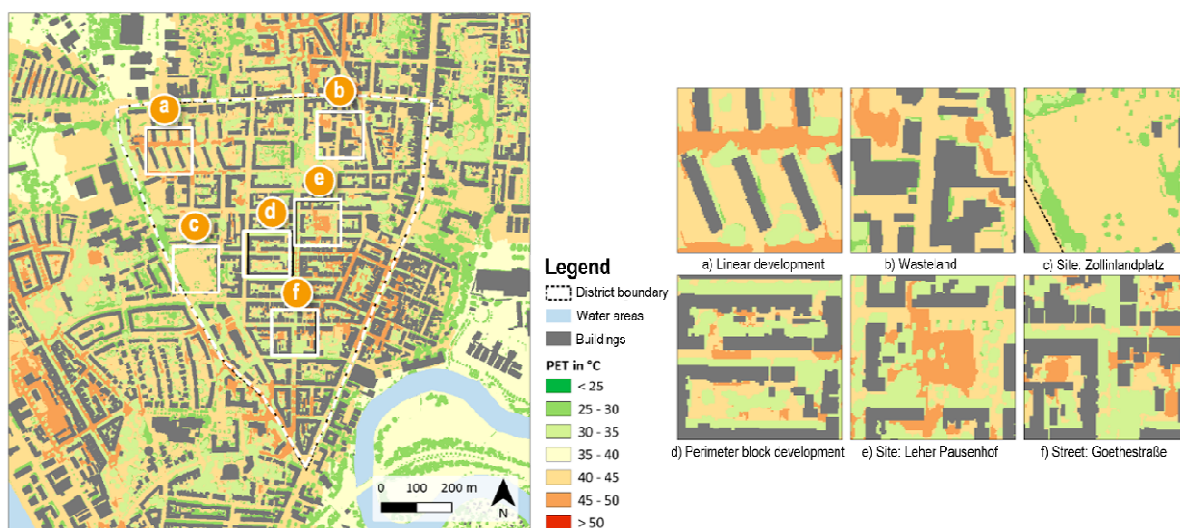 a
b
e
d
c
f
0 100 200 m
N
Legend
District boundary
Water areas
Buildings
PET in °C
< 25
25 - 30
30 - 35
35 - 40
40 - 45
45 - 50
> 50
a) Linear development
b) Wasteland
c) Site: Zollinlandplatz
d) Perimeter block development
e) Site: Leher Pausenhof
f) Street: Goethestraße